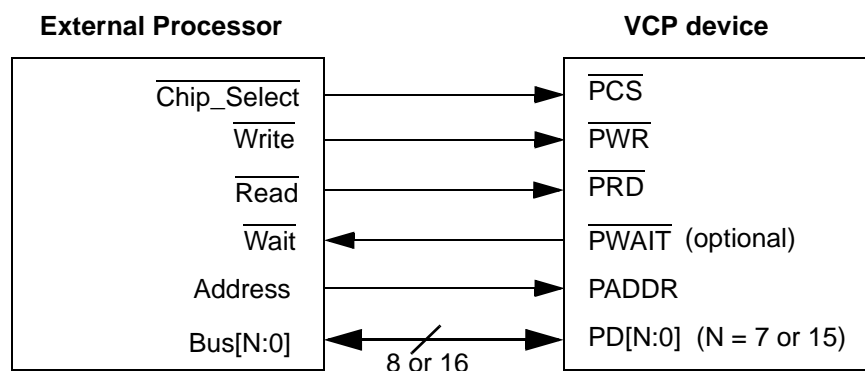 External Processor VCP device
Chip_Select PCS
Write PWR
Read PRD
Wait PWAIT (optional)
Address PADDR
Bus[N:0] PD[N:0] (N = 7 or 15)
8 or 16